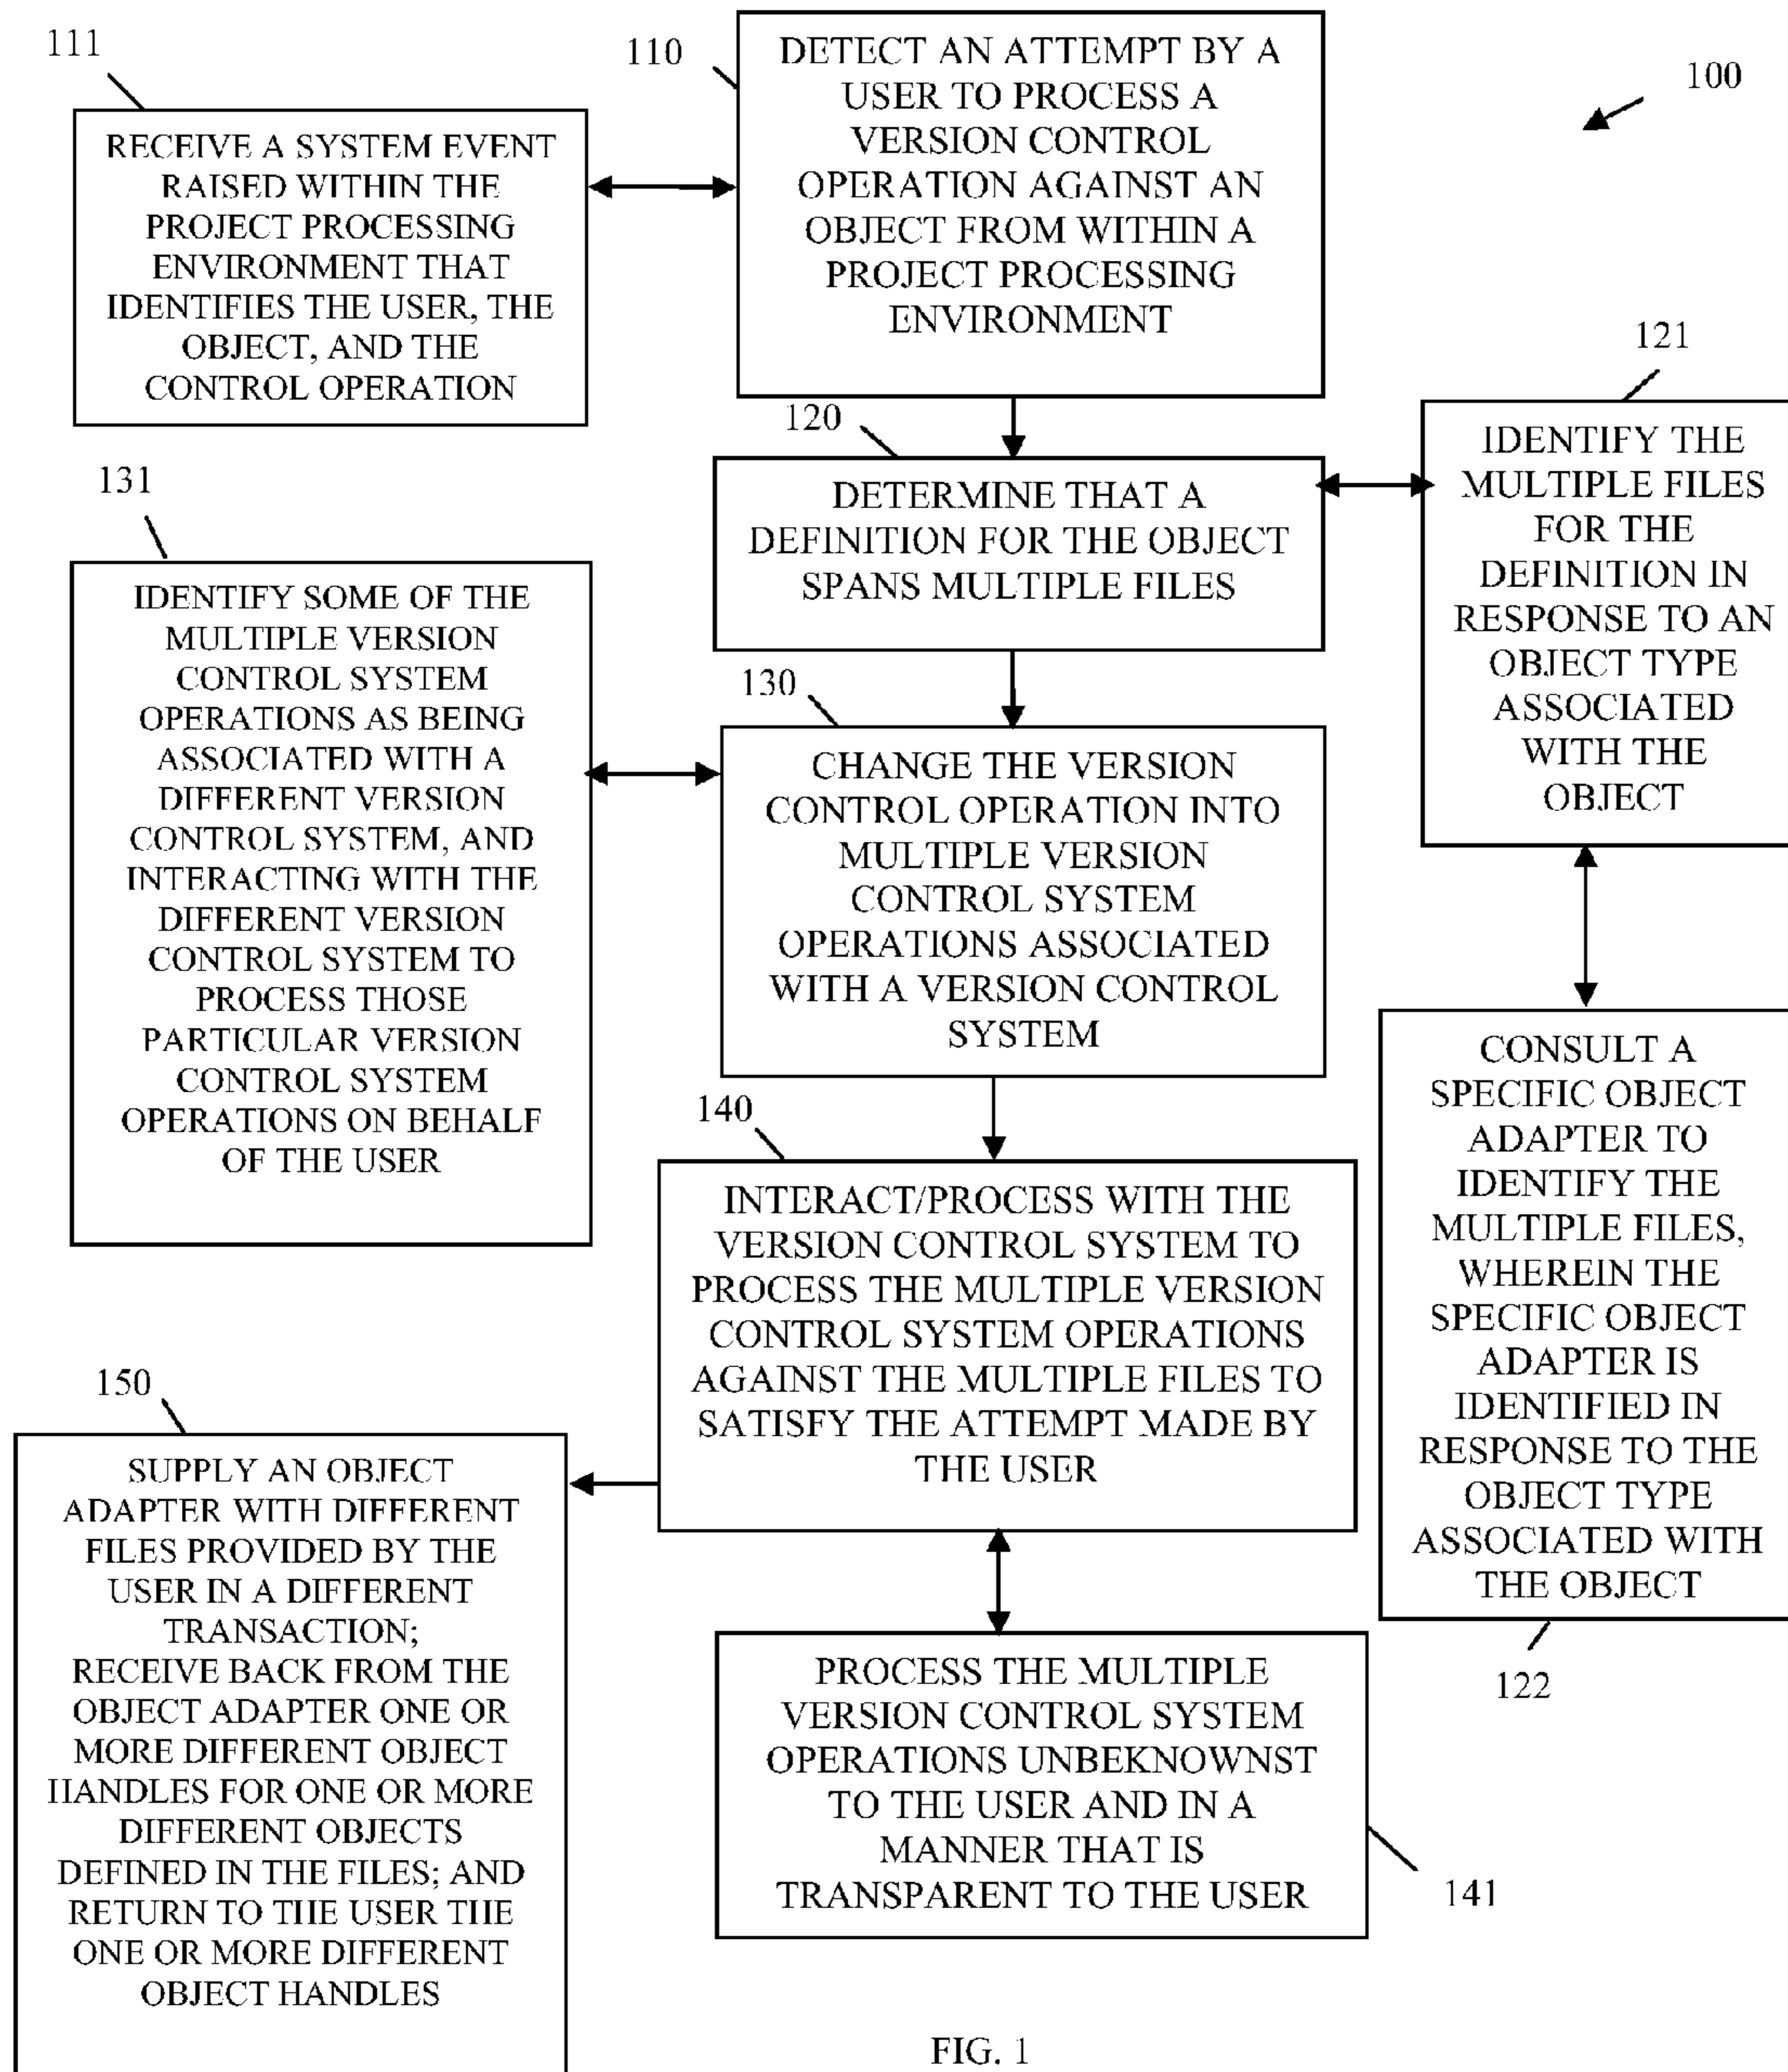 111
110
100
DETECT AN ATTEMPT BY A
USER TO PROCESS A
VERSION CONTROL
OPERATION AGAINST AN
OBJECT FROM WITHIN A
PROJECT PROCESSING
ENVIRONMENT
RECEIVE A SYSTEM EVENT
RAISED WITHIN THE
PROJECT PROCESSING
ENVIRONMENT THAT
IDENTIFIES THE USER, THE
OBJECT, AND THE
CONTROL OPERATION
120
121
DETERMINE THAT A
DEFINITION FOR THE OBJECT
SPANS MULTIPLE FILES
IDENTIFY THE
MULTIPLE FILES
FOR THE
DEFINITION IN
RESPONSE TO AN
OBJECT TYPE
ASSOCIATED
WITH THE
OBJECT
131
IDENTIFY SOME OF THE
MULTIPLE VERSION
CONTROL SYSTEM
OPERATIONS AS BEING
ASSOCIATED WITH A
DIFFERENT VERSION
CONTROL SYSTEM, AND
INTERACTING WITH THE
DIFFERENT VERSION
CONTROL SYSTEM TO
PROCESS THOSE
PARTICULAR VERSION
CONTROL SYSTEM
OPERATIONS ON BEHALF
OF THE USER
130
CHANGE THE VERSION
CONTROL OPERATION INTO
MULTIPLE VERSION
CONTROL SYSTEM
OPERATIONS ASSOCIATED
WITH A VERSION CONTROL
SYSTEM
CONSULT A
SPECIFIC OBJECT
ADAPTER TO
IDENTIFY THE
MULTIPLE FILES,
WHEREIN THE
SPECIFIC OBJECT
ADAPTER IS
IDENTIFIED IN
RESPONSE TO THE
OBJECT TYPE
ASSOCIATED WITH
THE OBJECT
122
140
INTERACT/PROCESS WITH THE
VERSION CONTROL SYSTEM TO
PROCESS THE MULTIPLE VERSION
CONTROL SYSTEM OPERATIONS
AGAINST THE MULTIPLE FILES TO
SATISFY THE ATTEMPT MADE BY
THE USER
150
SUPPLY AN OBJECT
ADAPTER WITH DIFFERENT
FILES PROVIDED BY THE
USER IN A DIFFERENT
TRANSACTION;
RECEIVE BACK FROM THE
OBJECT ADAPTER ONE OR
MORE DIFFERENT OBJECT
HANDLES FOR ONE OR MORE
DIFFERENT OBJECTS
DEFINED IN THE FILES; AND
RETURN TO THE USER THE
ONE OR MORE DIFFERENT
OBJECT HANDLES
PROCESS THE MULTIPLE
VERSION CONTROL SYSTEM
OPERATIONS UNBEKNOWNST
TO THE USER AND IN A
MANNER THAT IS
TRANSPARENT TO THE USER
141
FIG. 1